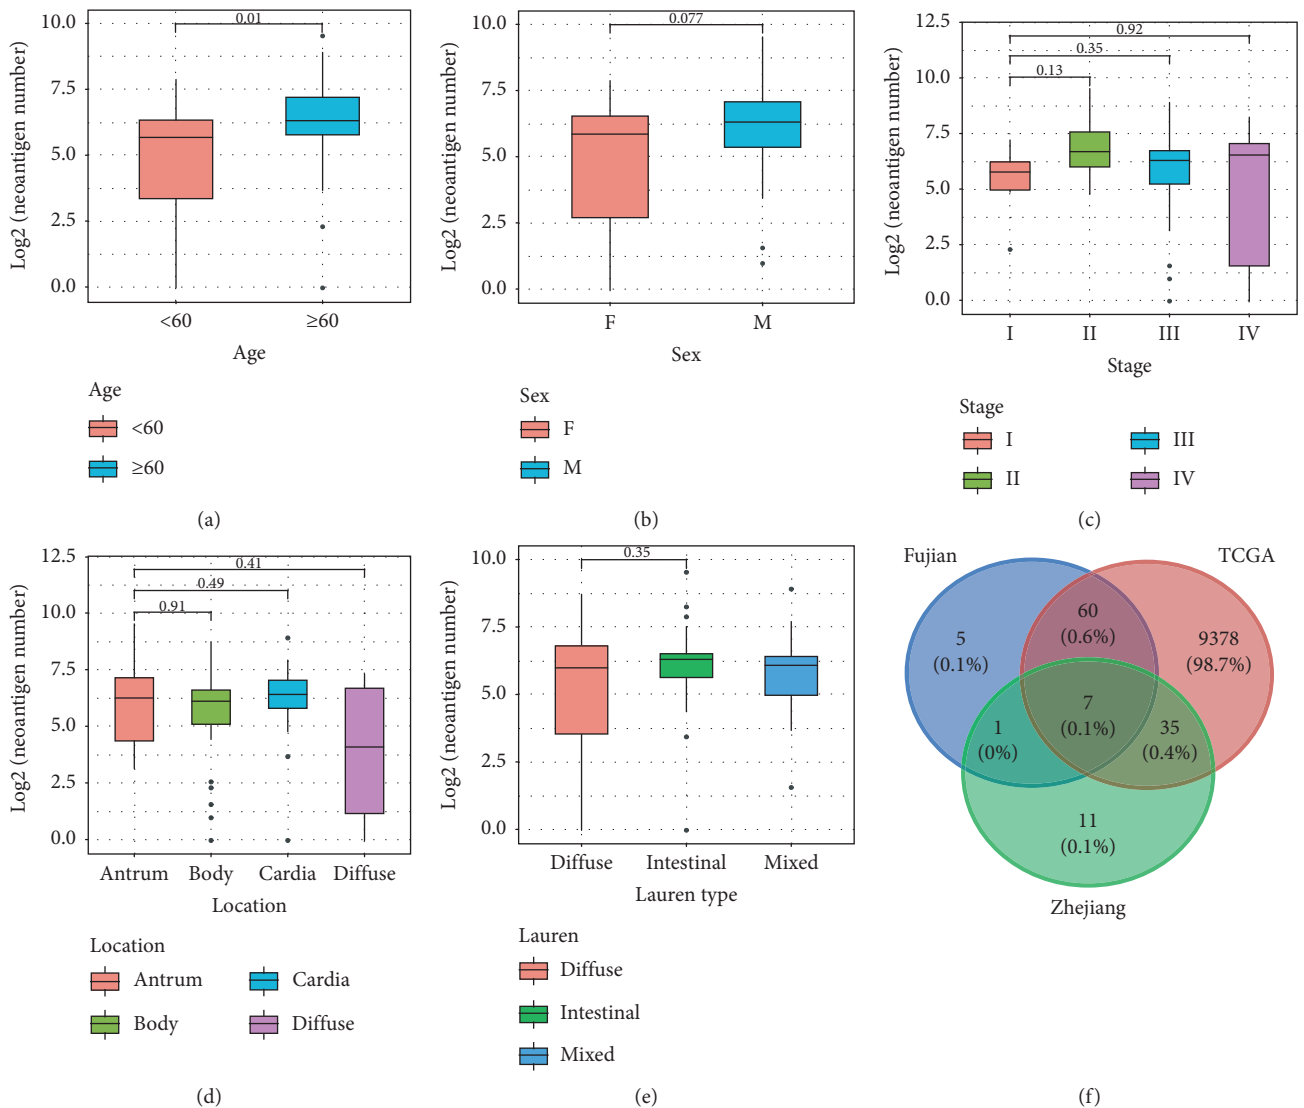 0.01
10.0
7.5
5.0
2.5
0.0
Log2 (neoantigen number)
<60
≥60
Age
Age
<60
≥60
(a)
0.077
10.0
7.5
5.0
2.5
0.0
Log2 (neoantigen number)
F
M
Sex
Sex
F
M
(b)
12.5
10.0
7.5
5.0
2.5
0.0
Log2 (neoantigen number)
0.92
0.35
0.13
I
II
III
IV
Stage
Stage
I
II
III
IV
(c)
12.5
10.0
7.5
5.0
2.5
0.0
Log2 (neoantigen number)
0.41
0.49
0.91
Antrum
Body
Cardia
Diffuse
Location
Location
Antrum
Body
Cardia
Diffuse
(d)
10.0
7.5
5.0
2.5
0.0
Log2 (neoantigen number)
0.35
Diffuse
Intestinal
Mixed
Lauren type
Lauren
Diffuse
Intestinal
Mixed
(e)
Fujian
TCGA
5
(0.1%)
60
(0.6%)
9378
(98.7%)
7
(0.1%)
1
(0%)
35
(0.4%)
11
(0.1%)
Zhejiang
(f)